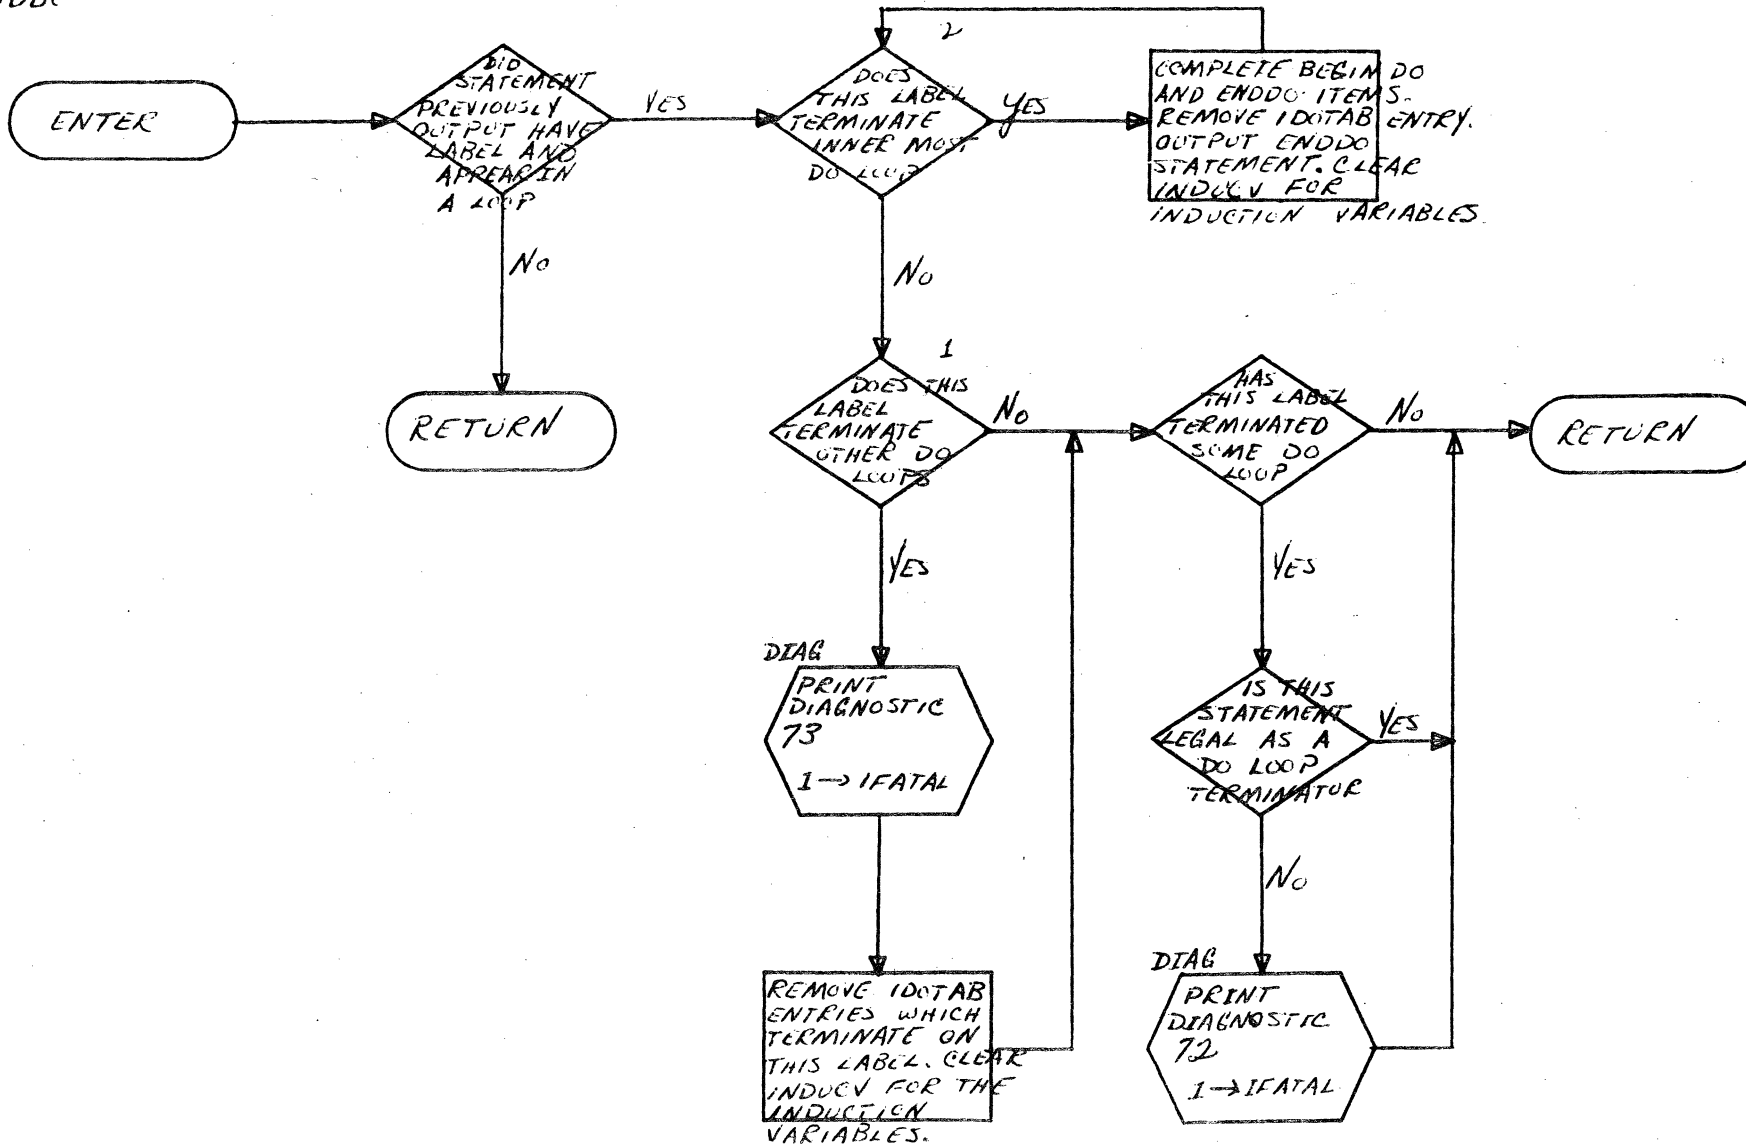 ENTER
DID
STATEMENT
PREVIOUSLY
OUTPUT HAVE
LABEL AND
APPEAR IN
A LOOP
YES
NO
RETURN
2
DOES
THIS LABEL
TERMINATE
INNER MOST
DO LOOP
YES
COMPLETE BEGIN DO
AND ENDDO ITEMS.
REMOVE IDOTAB ENTRY.
OUTPUT ENDDO
STATEMENT. CLEAR
INDUCV FOR
INDUCTION VARIABLES.
NO
1
DOES THIS
LABEL
TERMINATE
OTHER DO
LOOPS
NO
HAS
THIS LABEL
TERMINATED
SOME DO
LOOP
NO
RETURN
YES
YES
DIAG
PRINT
DIAGNOSTIC
73
1→IFATAL
IS THIS
STATEMENT
LEGAL AS A
DO LOOP
TERMINATOR
YES
NO
REMOVE IDOTAB
ENTRIES WHICH
TERMINATE ON
THIS LABEL. CLEAR
INDUCV FOR THE
INDUCTION
VARIABLES.
DIAG
PRINT
DIAGNOSTIC
72
1→IFATAL